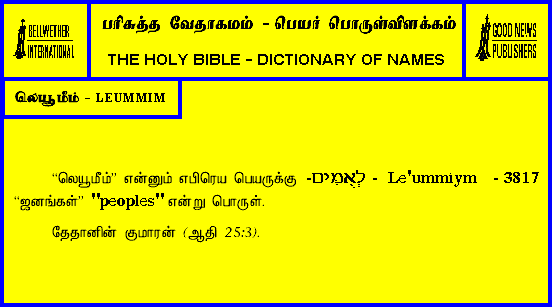 BELLWETHER
INTERNATIONAL
பரிசுத்த வேதாகமம் - பெயர் பொருள்விளக்கம்
THE HOLY BIBLE - DICTIONARY OF NAMES
GOOD NEWS
PUBLISHERS
லெயூமீம் - LEUMMIM
“லெயூமீம்” என்னும் எபிரெய பெயருக்கு -לְאֻמִּים - Le'ummiym - 3817
“ஜனங்கள்” "peoples" என்று பொருள்.
தேதானின் குமாரன் (ஆதி 25:3).